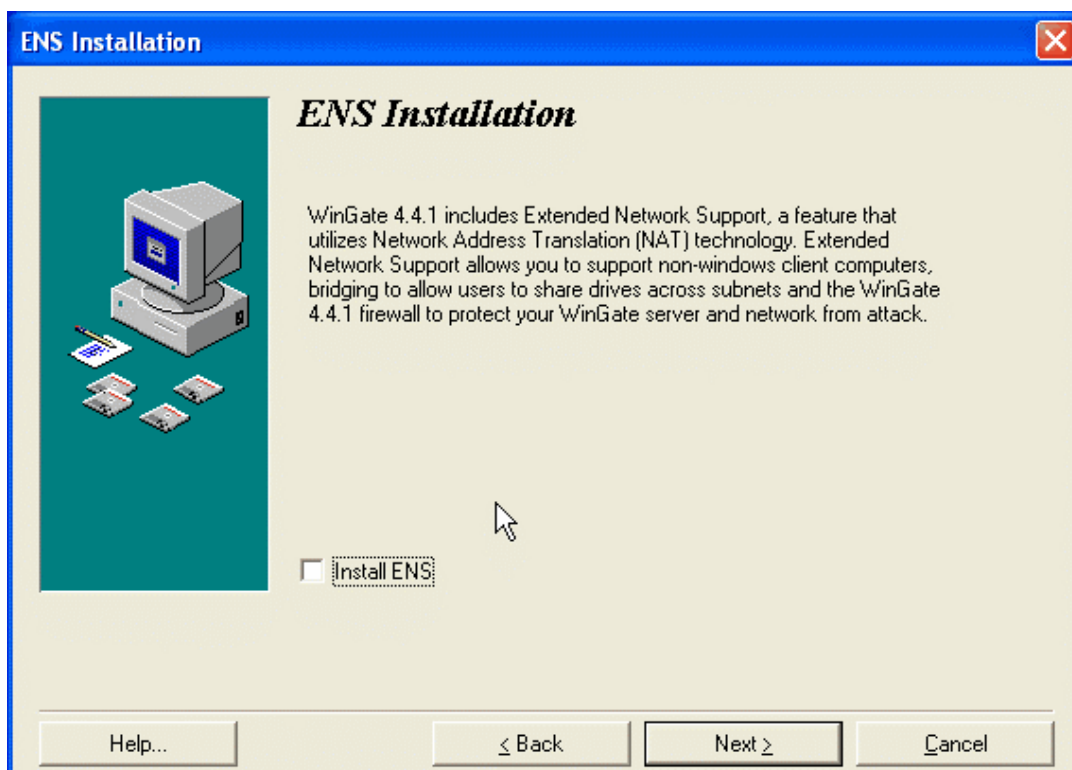 ENS Installation
ENS Installation
WinGate 4.4.1 includes Extended Network Support, a feature that
utilizes Network Address Translation (NAT) technology. Extended
Network Support allows you to support non-windows client computers,
bridging to allow users to share drives across subnets and the WinGate
4.4.1 firewall to protect your WinGate server and network from attack.
Install ENS
Help...
< Back
Next >
Cancel